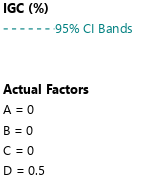 IGC (%)
95% CI Bands
Actual Factors
A = 0
B = 0
C = 0
D = 0.5